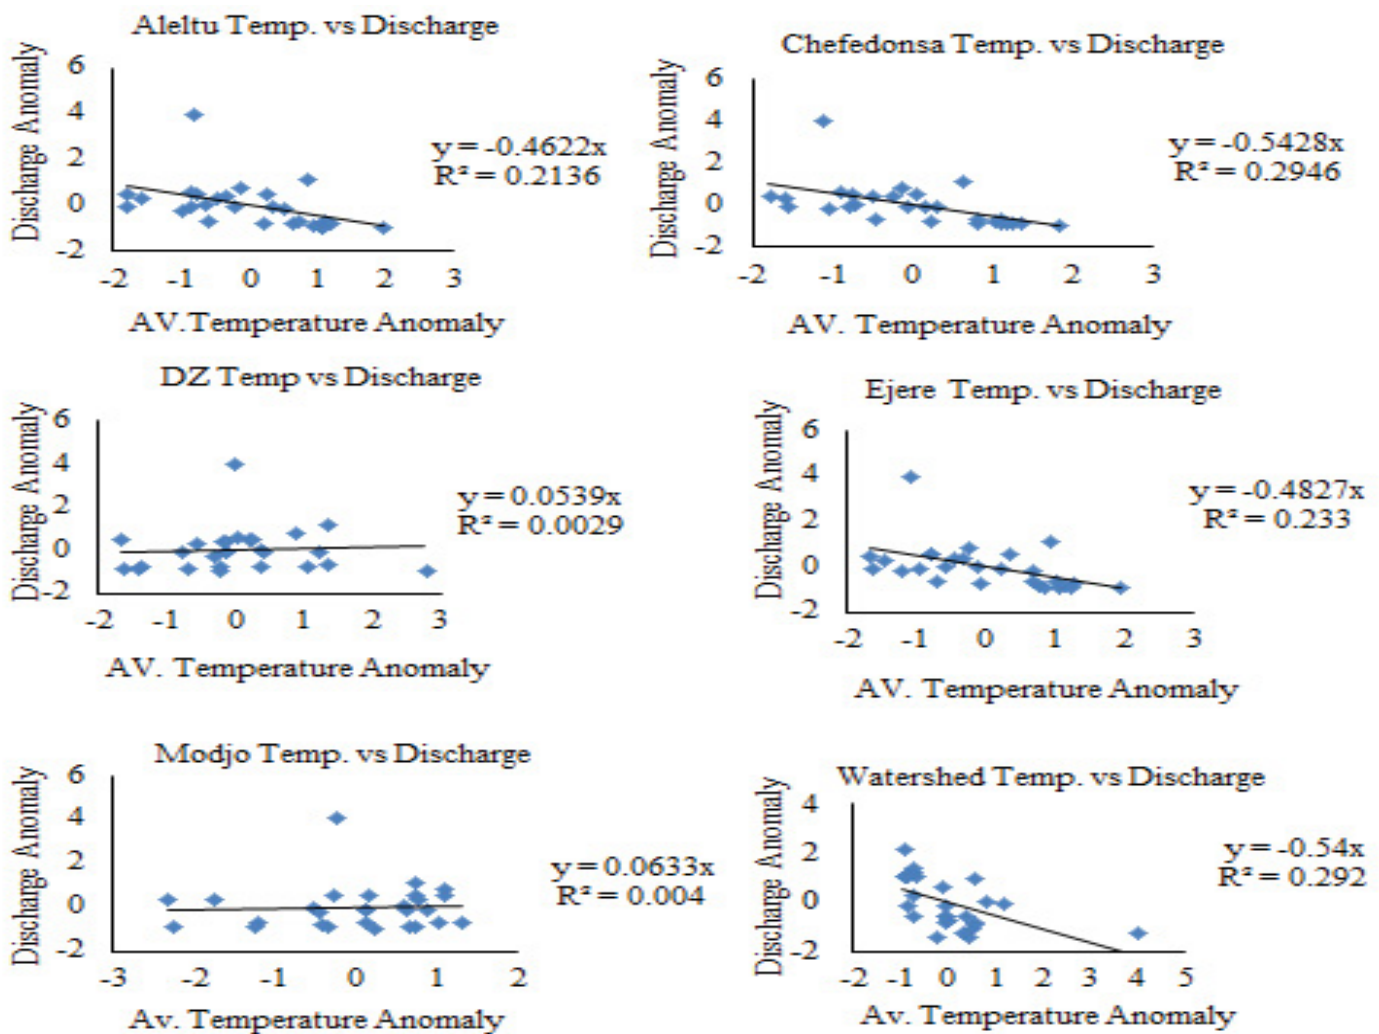 Aleltu Temp. vs Discharge
Discharge Anomaly
6
4
2
0
-2
-2 -1 0 1 2 3
y = -0.4622x
R² = 0.2136
AV.Temperature Anomaly
Chefedonsa Temp. vs Discharge
Discharge Anomaly
6
4
2
0
-2
-2 -1 0 1 2 3
y = -0.5428x
R² = 0.2946
AV. Temperature Anomaly
DZ Temp vs Discharge
Discharge Anomaly
6
4
2
0
-2
-2 -1 0 1 2 3
y = 0.0539x
R² = 0.0029
AV. Temperature Anomaly
Ejere Temp. vs Discharge
Discharge Anomaly
6
4
2
0
-2
-2 -1 0 1 2 3
y = -0.4827x
R² = 0.233
AV. Temperature Anomaly
Modjo Temp. vs Discharge
Discharge Anomaly
6
4
2
0
-2
-3 -2 -1 0 1 2
y = 0.0633x
R² = 0.004
Av. Temperature Anomaly
Watershed Temp. vs Discharge
Discharge Anomaly
4
2
0
-2
-2 -1 0 1 2 3 4 5
y = -0.54x
R² = 0.292
Av. Temperature Anomaly